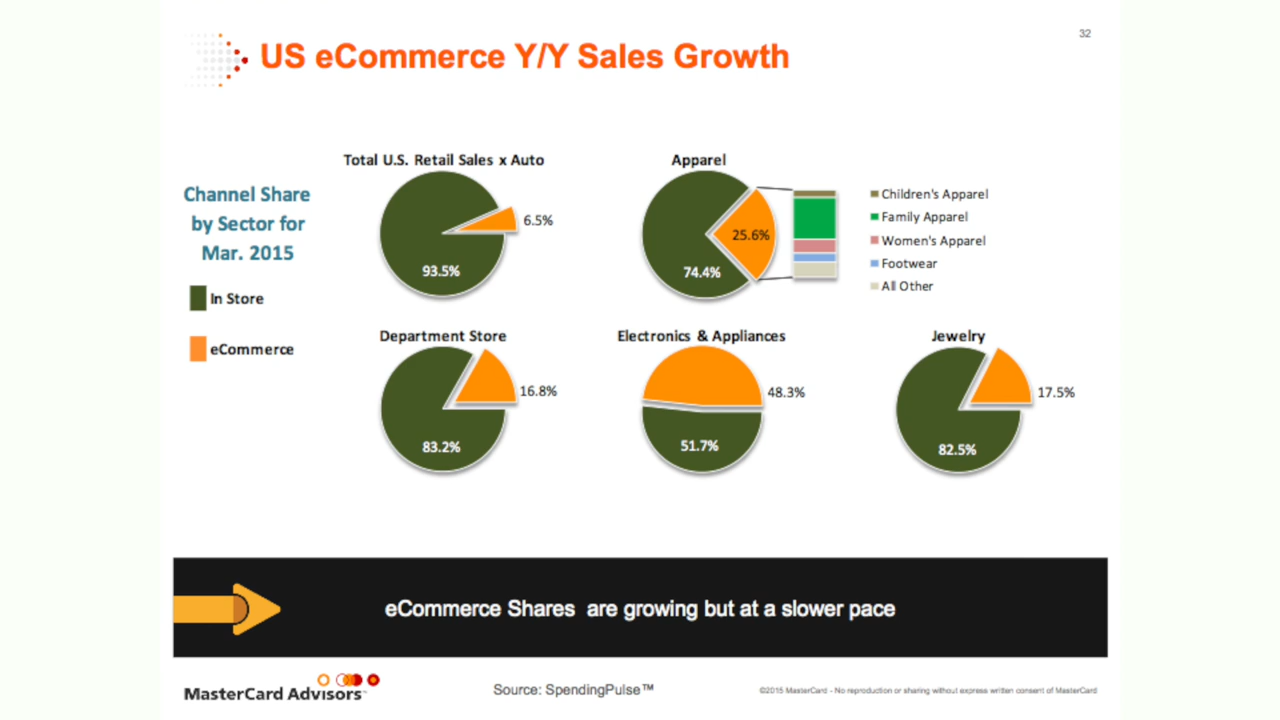 32
US eCommerce Y/Y Sales Growth
Channel Share
by Sector for
Mar. 2015
In Store
eCommerce
Total U.S. Retail Sales x Auto
6.5%
93.5%
Apparel
25.6%
74.4%
Children's Apparel
Family Apparel
Women's Apparel
Footwear
All Other
Department Store
16.8%
83.2%
Electronics & Appliances
48.3%
51.7%
Jewelry
17.5%
82.5%
eCommerce Shares are growing but at a slower pace
MasterCard Advisors™
Source: SpendingPulse™
©2015 MasterCard - No reproduction or sharing without express written consent of MasterCard